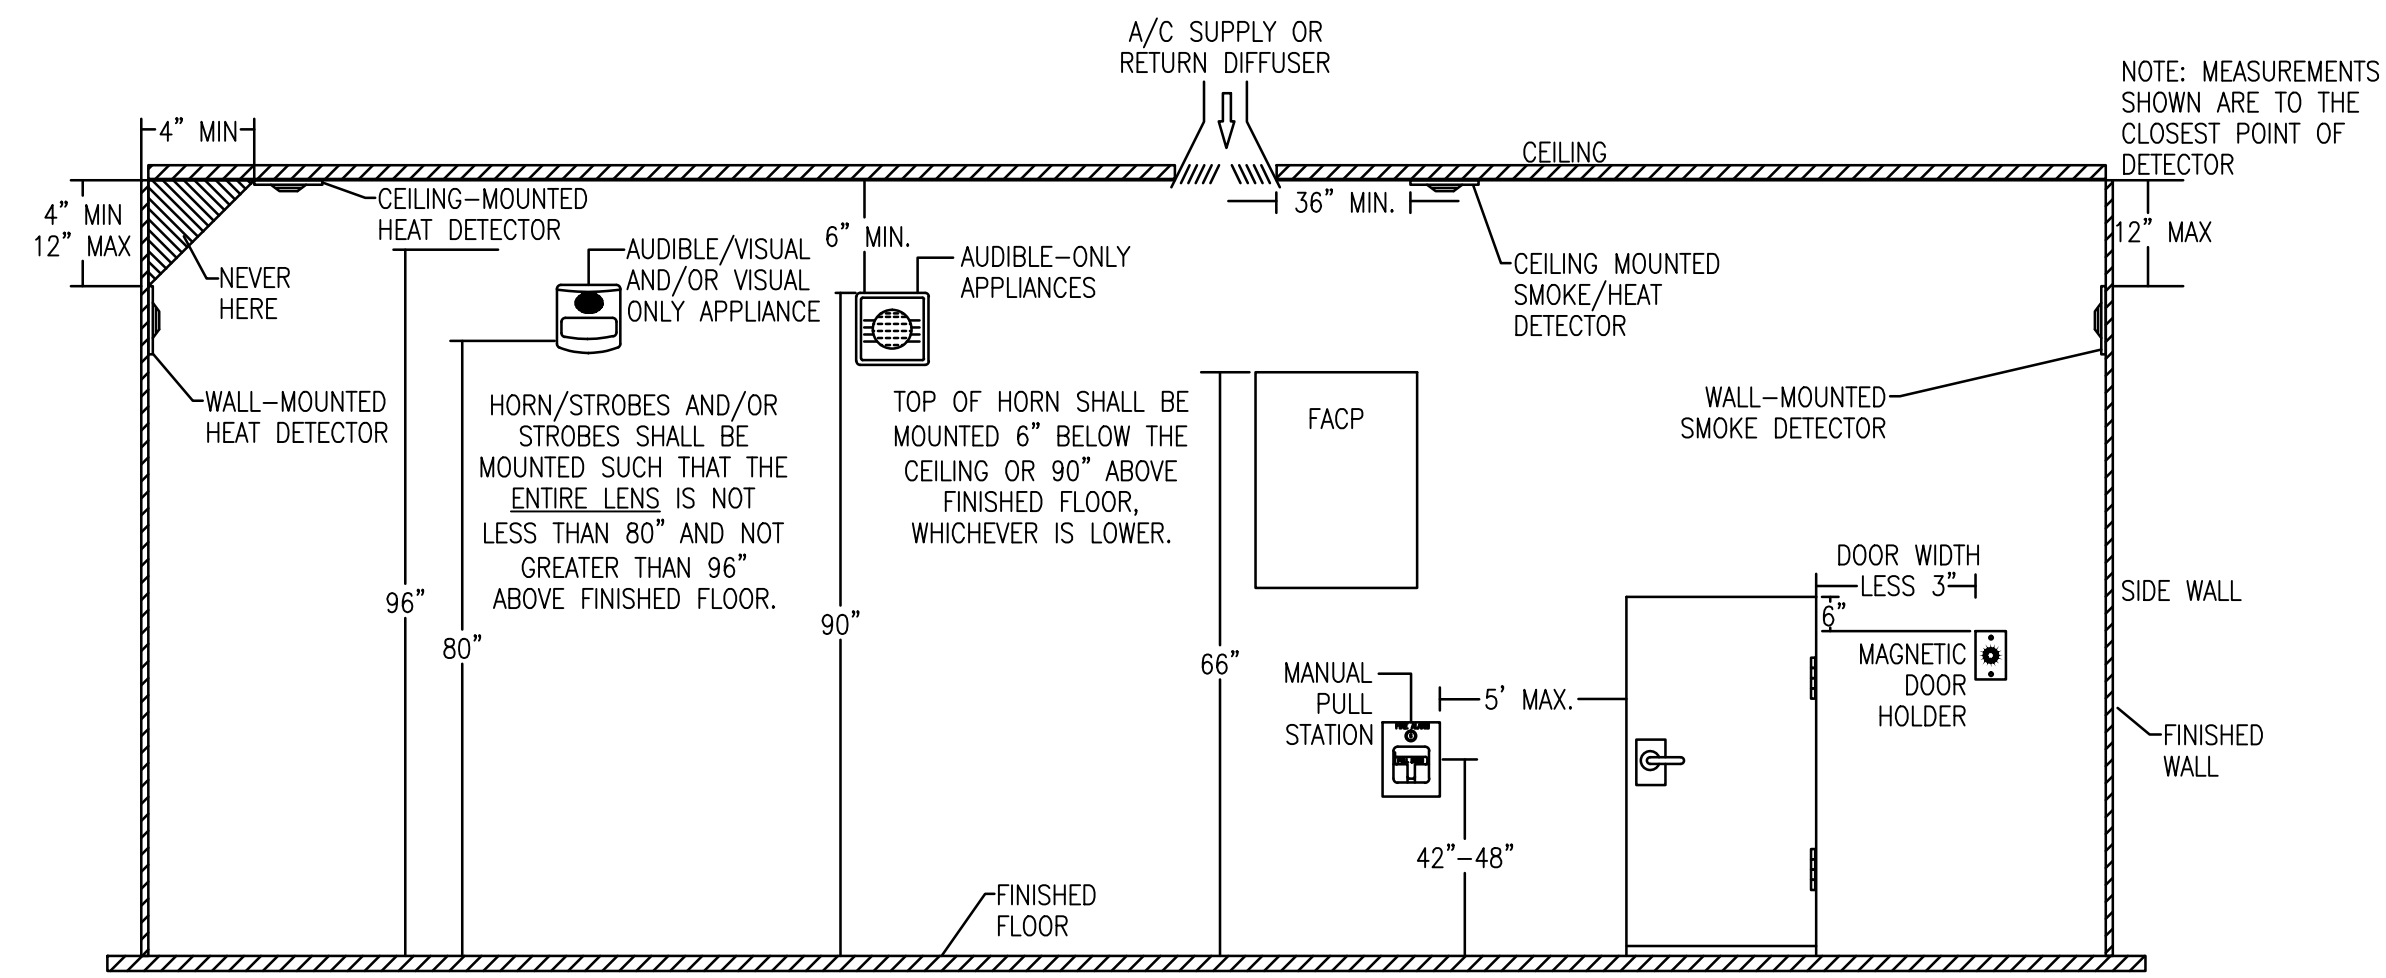 A/C SUPPLY OR
RETURN DIFFUSER
NOTE: MEASUREMENTS
SHOWN ARE TO THE
CLOSEST POINT OF
DETECTOR
4” MIN
CEILING
4” MIN
12” MAX
CEILING-MOUNTED
HEAT DETECTOR
NEVER
HERE
AUDIBLE/VISUAL
AND/OR VISUAL
ONLY APPLIANCE
6” MIN.
AUDIBLE-ONLY
APPLIANCES
36” MIN.
CEILING MOUNTED
SMOKE/HEAT
DETECTOR
12” MAX
WALL-MOUNTED
HEAT DETECTOR
HORN/STROBES AND/OR
STROBES SHALL BE
MOUNTED SUCH THAT THE
ENTIRE LENS IS NOT
LESS THAN 80” AND NOT
GREATER THAN 96”
ABOVE FINISHED FLOOR.
TOP OF HORN SHALL BE
MOUNTED 6” BELOW THE
CEILING OR 90” ABOVE
FINISHED FLOOR,
WHICHEVER IS LOWER.
FACP
WALL-MOUNTED
SMOKE DETECTOR
96”
80”
90”
66”
DOOR WIDTH
LESS 3”
6”
SIDE WALL
MANUAL
PULL
STATION
5’ MAX.
MAGNETIC
DOOR
HOLDER
FINISHED
WALL
42”-48”
FINISHED
FLOOR